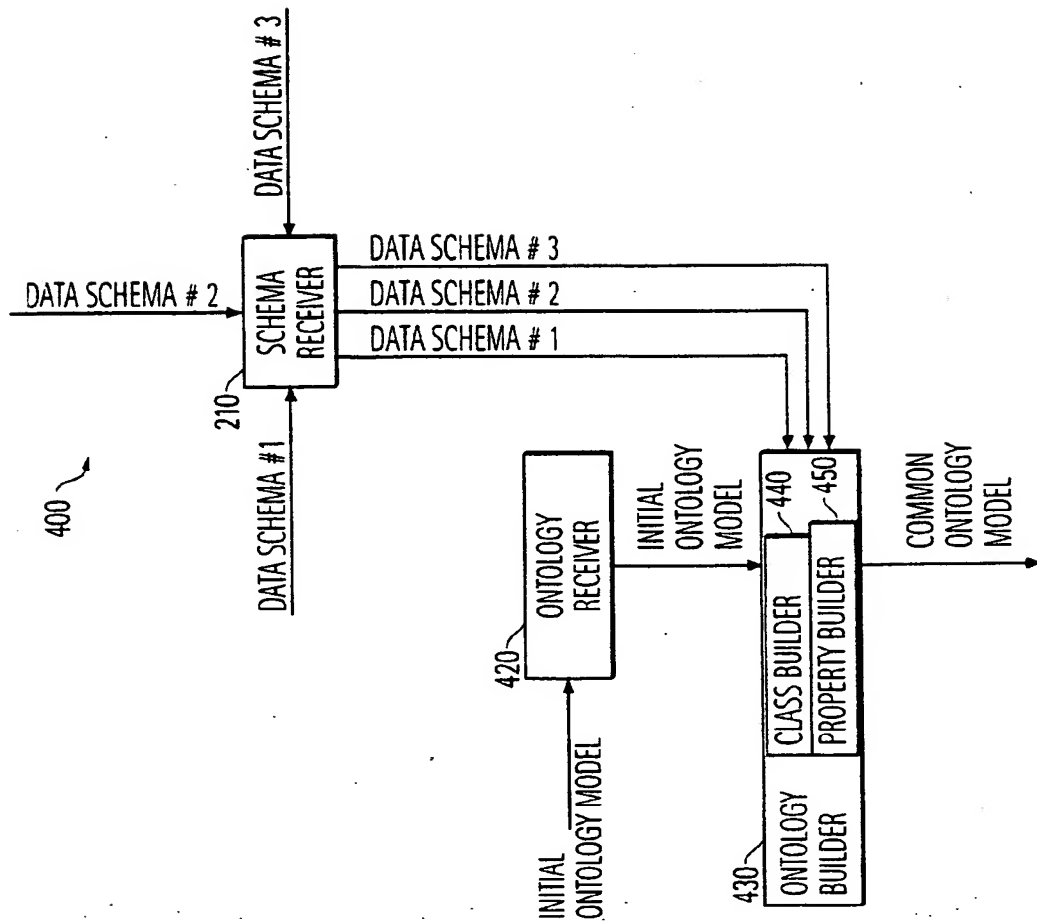 400
DATA SCHEMA # 2
DATA SCHEMA #1
DATA SCHEMA # 3
210
SCHEMA
RECEIVER
DATA SCHEMA # 1
DATA SCHEMA # 2
DATA SCHEMA # 3
INITIAL
ONTOLOGY MODEL
420
ONTOLOGY
RECEIVER
INITIAL
ONTOLOGY
MODEL
430
ONTOLOGY
BUILDER
CLASS BUILDER
440
PROPERTY BUILDER
450
COMMON
ONTOLOGY
MODEL